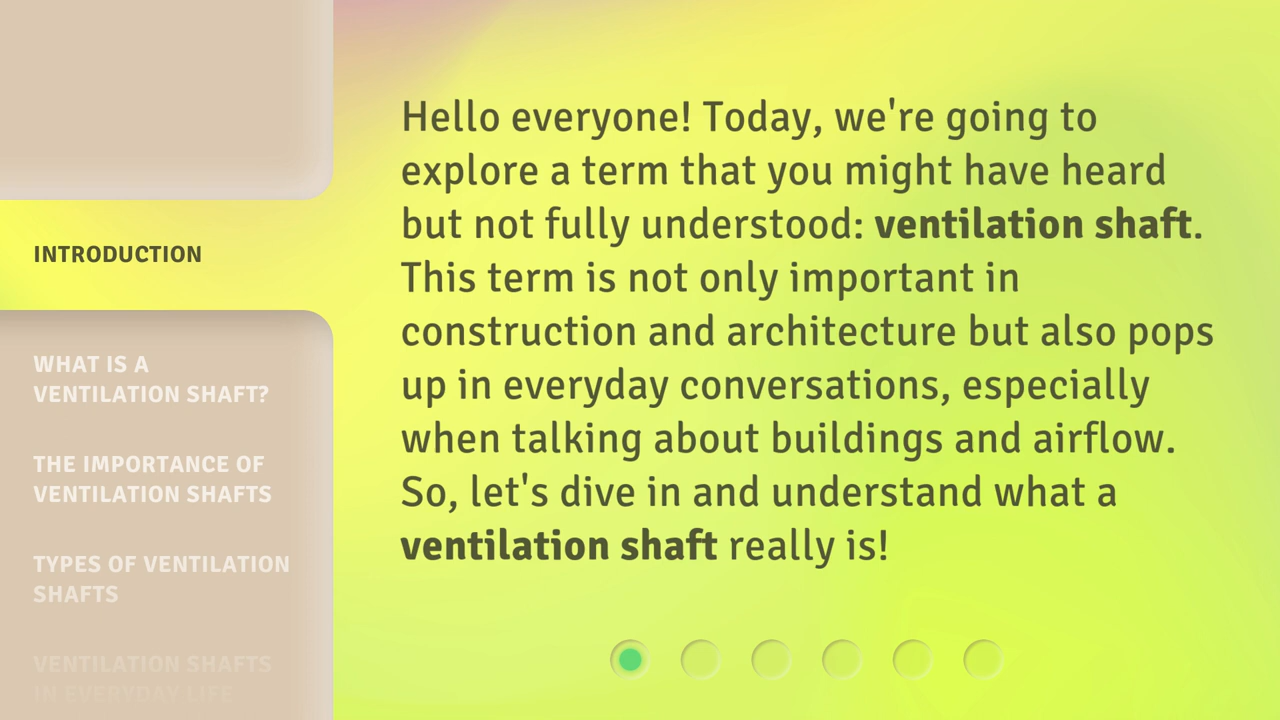 INTRODUCTION
WHAT IS A
VENTILATION SHAFT?
THE IMPORTANCE OF
VENTILATION SHAFTS
TYPES OF VENTILATION
SHAFTS
VENTILATION SHAFTS
IN EVERYDAY LIFE
Hello everyone! Today, we're going to
explore a term that you might have heard
but not fully understood: ventilation shaft.
This term is not only important in
construction and architecture but also pops
up in everyday conversations, especially
when talking about buildings and airflow.
So, let's dive in and understand what a
ventilation shaft really is!